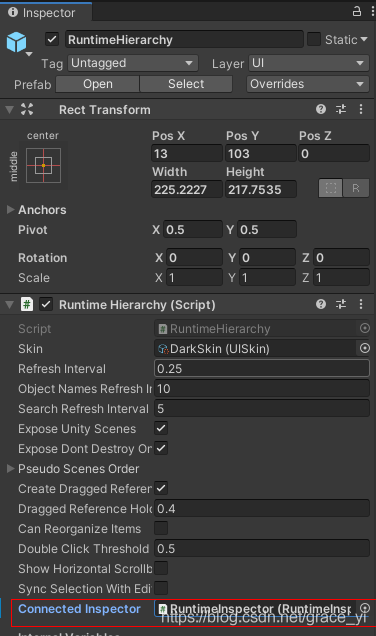 Inspector
RuntimeHierarchy Static
Tag Untagged Layer UI
Prefab Open Select Overrides
Rect Transform
center Pos X Pos Y Pos Z
middle 13 103 0
Width Height
225.2227 217.7535 R
Anchors
Pivot X 0.5 Y 0.5
Rotation X 0 Y 0 Z 0
Scale X 1 Y 1 Z 1
# Runtime Hierarchy (Script)
Script RuntimeHierarchy
Skin DarkSkin (UISkin)
Refresh Interval 0.25
Object Names Refresh In 10
Search Refresh Interval 5
Expose Unity Scenes
Expose Dont Destroy On
Pseudo Scenes Order
Create Dragged Referen
Dragged Reference Hol 0.4
Can Reorganize Items
Double Click Threshold 0.5
Show Horizontal Scrollb
Sync Selection With Edi
Connected Inspector RuntimeInspector (RuntimeInsp
https://blog.csdn.net/grace_yi
Internal Variables